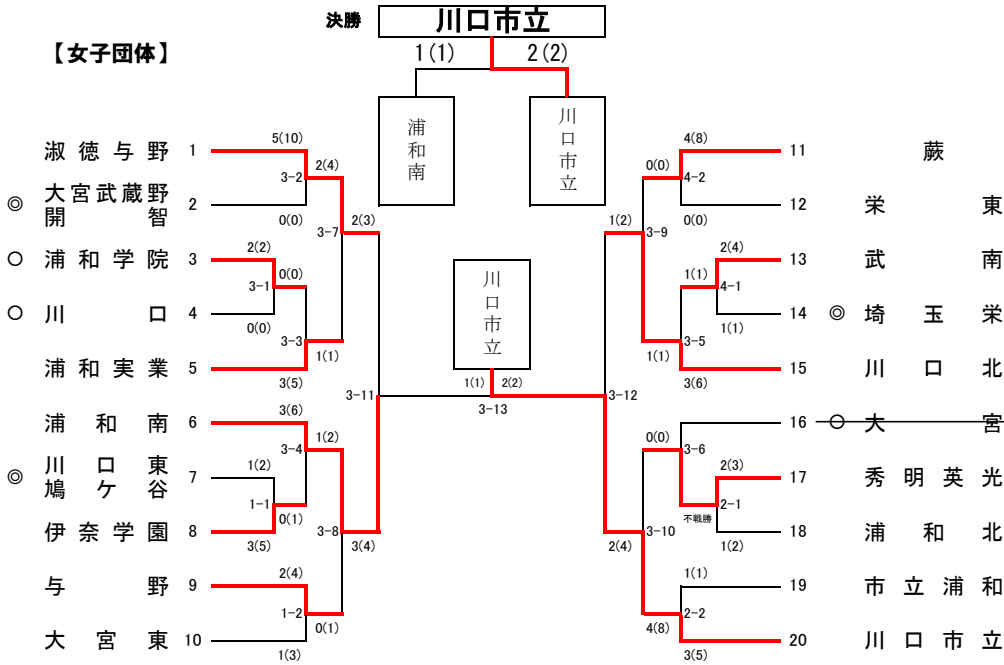 決勝 川口市立
【女子団体】
1(1) 2(2)
浦和南 川口市立
淑徳与野 1 5(10) 2(4) 3-2
◎ 大宮武蔵野
開智 2 0(0)
3-7 2(3)
○ 浦和学院 3 2(2) 0(0) 3-1
○ 川口 4 0(0)
3-3 1(1)
浦和実業 5 3(5)
3-11
浦和南 6 3(6) 1(2) 3-4
◎ 川口東
鳩ケ谷 7 1(2)
1-1 0(1)
伊奈学園 8 3(5)
3-8 3(4)
与野 9 2(4)
1-2 0(1)
大宮東 10 1(3)
川口市立
1(1) 2(2)
3-13
4(8) 11 蕨
0(0) 4-2
0(0) 12 栄東
1(2) 3-9
2(4) 13 武南
1(1) 4-1
1(1) 14 ◎ 埼玉栄
1(1) 3-5
3(6) 15 川口北
3-12
16 ○ 大宮
0(0) 3-6
2(3) 17 秀明英光
不戦勝 2-1
1(2) 18 浦和北
2(4) 3-10
1(1) 19 市立浦和
4(8) 2-2
3(5) 20 川口市立